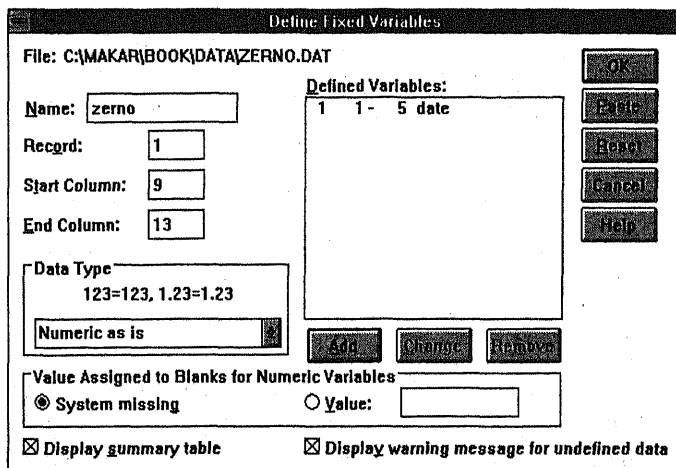 Define Fixed Variables
File: C:\MAKAR\BOOK\DATA\ZERNO.DAT
Name: zerno
Record: 1
Start Column: 9
End Column: 13
Defined Variables:
1 1- 5 date
OK
Paste
Reset
Cancel
Help
Data Type
123=123, 1.23=1.23
Numeric as is
Add
Change
Remove
Value Assigned to Blanks for Numeric Variables
System missing
Value:
Display summary table
Display warning message for undefined data